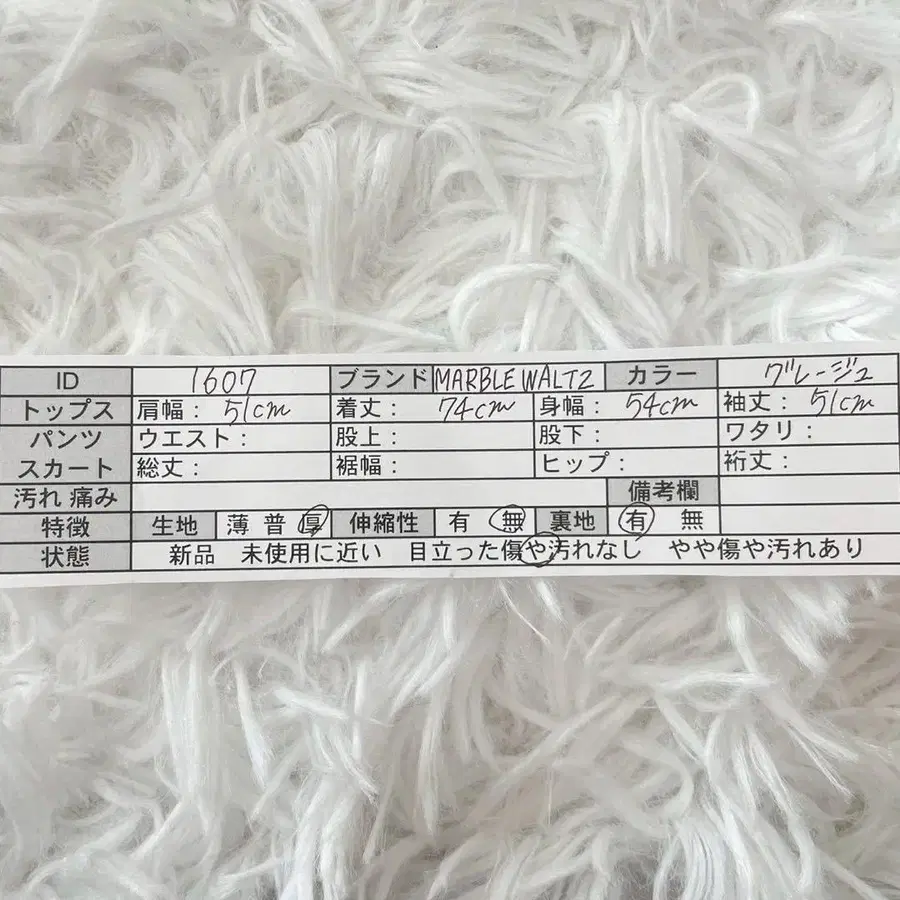 ID 1607 ブランド MARBLE WALTZ カラー グレージュ
トップス 肩幅： 51cm 着丈： 74cm 身幅： 54cm 袖丈： 51cm
パンツ ウエスト： 股上： 股下： ワタリ：
スカート 総丈： 裾幅： ヒップ： 裄丈：
汚れ 痛み 備考欄
特徴 生地 薄 普 厚 伸縮性 有 無 裏地 有 無
状態 新品 未使用に近い 目立った傷や汚れなし やや傷や汚れあり